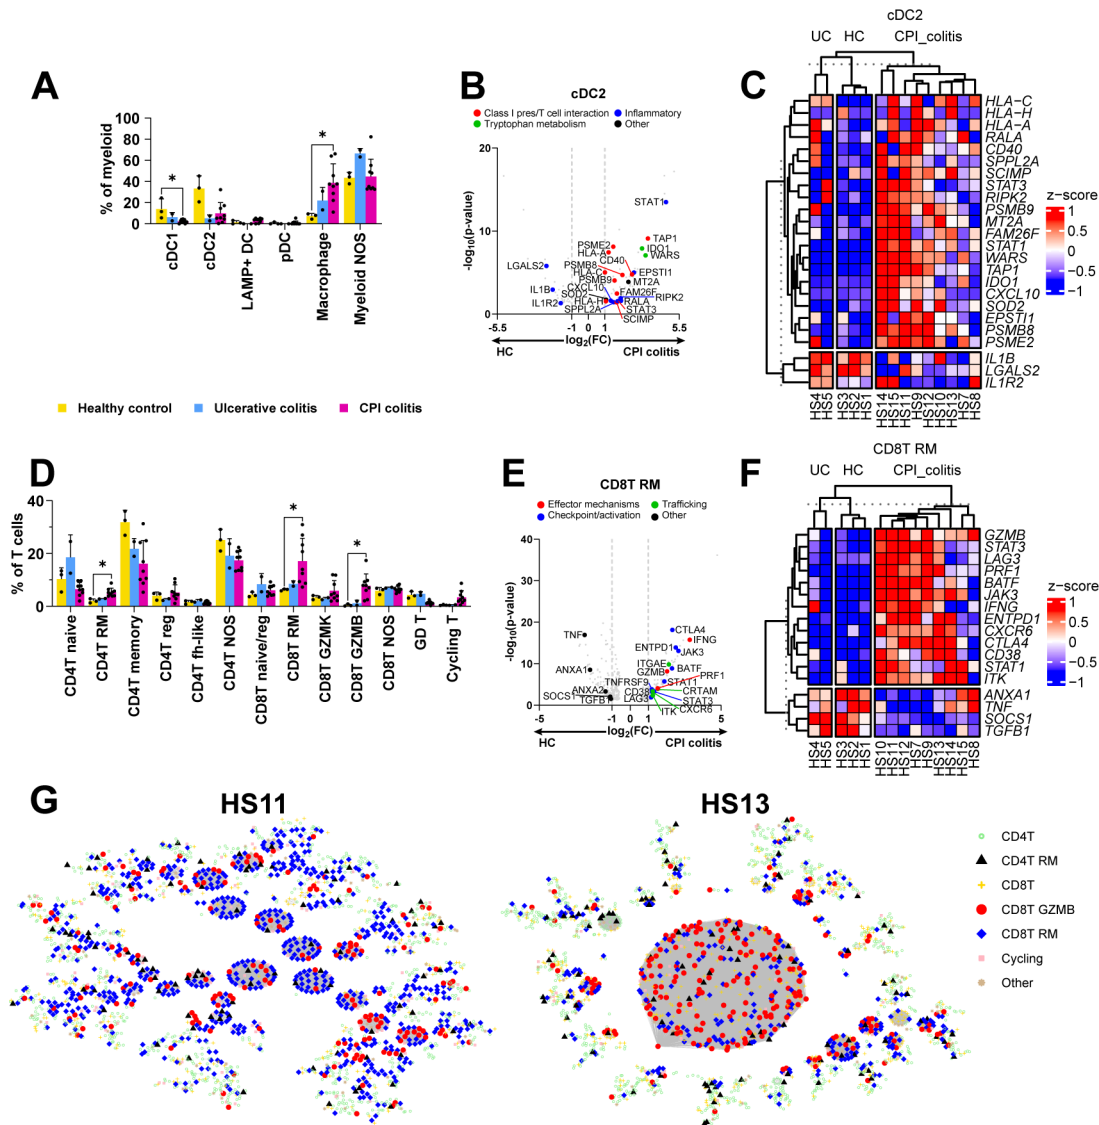 A
% of myeloid
100
80
60
40
20
0
cDC1
cDC2
LAMP+ DC
pDC
Macrophage
Myeloid NOS
*
*
B
cDC2
Class I pres/T cell interaction
Inflammatory
Tryptophan metabolism
Other
-log10(p-value)
20
10
0
STAT1
TAP1
PSME2
IDO1
HLA-A
WARS
CD40
LGALS2
PSMB8
HLA-C
EPSTI1
PSMB9
MT2A
IL1B
CXCL10
FAM26F
SOD2
RIPK2
IL1R2
HLA-H
RALA
SPPL2A
STAT3
SCIMP
-5.5
-1
0
1
5.5
log2(FC)
HC
CPI colitis
C
cDC2
UC
HC
CPI_colitis
HLA−C
HLA−H
HLA−A
RALA
CD40
SPPL2A
SCIMP
STAT3
RIPK2
PSMB9
MT2A
FAM26F
STAT1
WARS
TAP1
IDO1
CXCL10
SOD2
EPSTI1
PSMB8
PSME2
IL1B
LGALS2
IL1R2
HS4
HS5
HS3
HS2
HS1
HS14
HS15
HS11
HS9
HS12
HS10
HS13
HS7
HS8
z−score
1
0.5
0
−0.5
−1
Healthy control
Ulcerative colitis
CPI colitis
D
% of T cells
40
20
0
CD4T naive
CD4T RM
CD4T memory
CD4T reg
CD4T fh-like
CD4T NOS
CD8T naive/reg
CD8T RM
CD8T GZMK
CD8T GZMB
CD8T NOS
GD T
Cycling T
*
*
*
E
CD8T RM
Effector mechanisms
Trafficking
Checkpoint/activation
Other
-log10(p-value)
40
30
20
10
0
TNF
CTLA4
IFNG
ENTPD1
JAK3
ITGAE
ANXA1
GZMB
BATF
PRF1
TNFRSF9
STAT1
ANXA2
CD38
CRTAM
SOCS1
LAG3
STAT3
TGFB1
ITK
CXCR6
-5
-1
0
1
5
log2(FC)
HC
CPI colitis
F
CD8T RM
UC
HC
CPI_colitis
GZMB
STAT3
LAG3
PRF1
BATF
JAK3
IFNG
ENTPD1
CXCR6
CTLA4
CD38
STAT1
ITK
ANXA1
TNF
SOCS1
TGFB1
HS4
HS5
HS3
HS2
HS1
HS10
HS11
HS12
HS7
HS9
HS13
HS14
HS15
HS8
z−score
1
0.5
0
−0.5
−1
G
HS11
HS13
CD4T
CD4T RM
CD8T
CD8T GZMB
CD8T RM
Cycling
Other